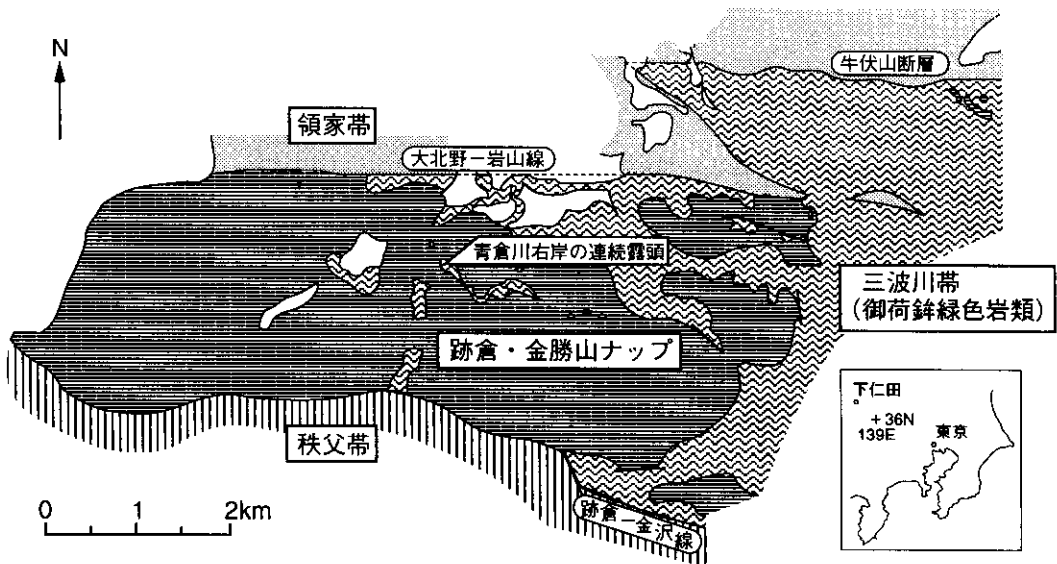 N
牛伏山断層
領家帯
大北野－岩山線
青倉川右岸の連続露頭
三波川帯
(御荷鉾緑色岩類)
跡倉・金勝山ナップ
秩父帯
跡倉－金沢線
0 1 2km
下仁田
+36N
139E
東京